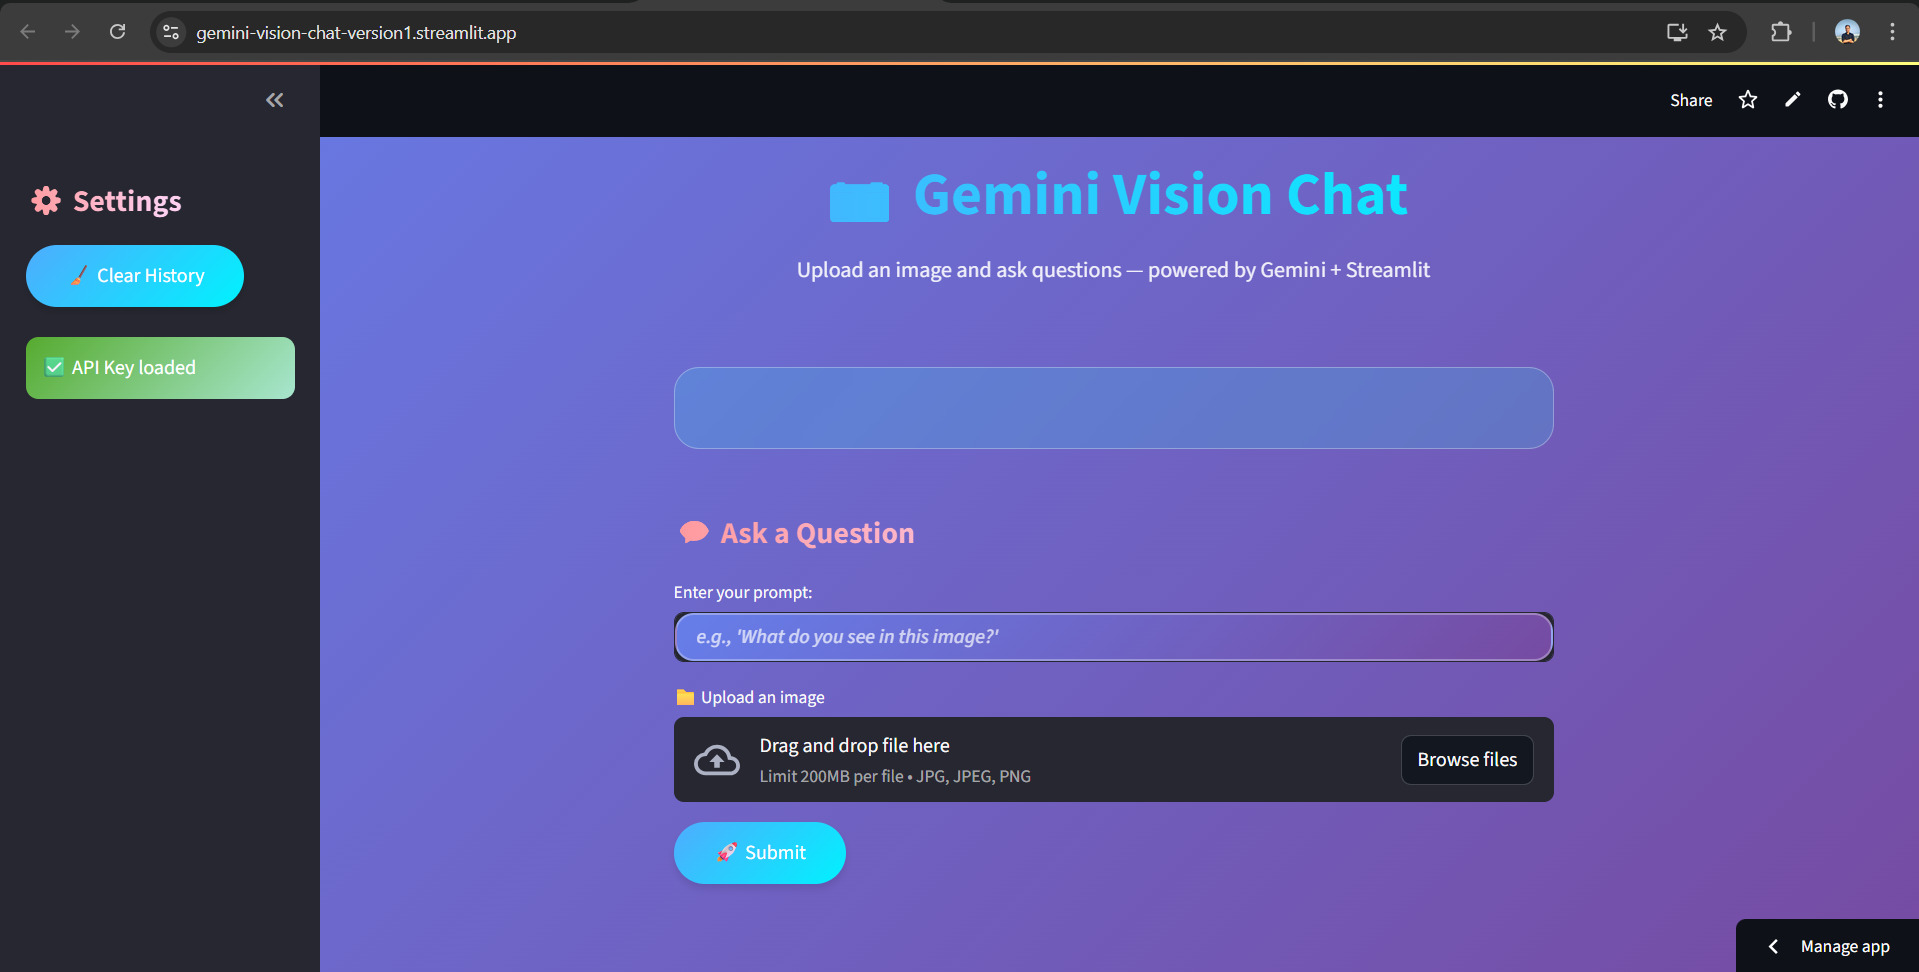 gemini-vision-chat-version1.streamlit.app
Share
Settings
Clear History
API Key loaded
Gemini Vision Chat
Upload an image and ask questions — powered by Gemini + Streamlit
Ask a Question
Enter your prompt:
e.g., 'What do you see in this image?'
Upload an image
Drag and drop file here
Limit 200MB per file • JPG, JPEG, PNG
Browse files
Submit
Manage app